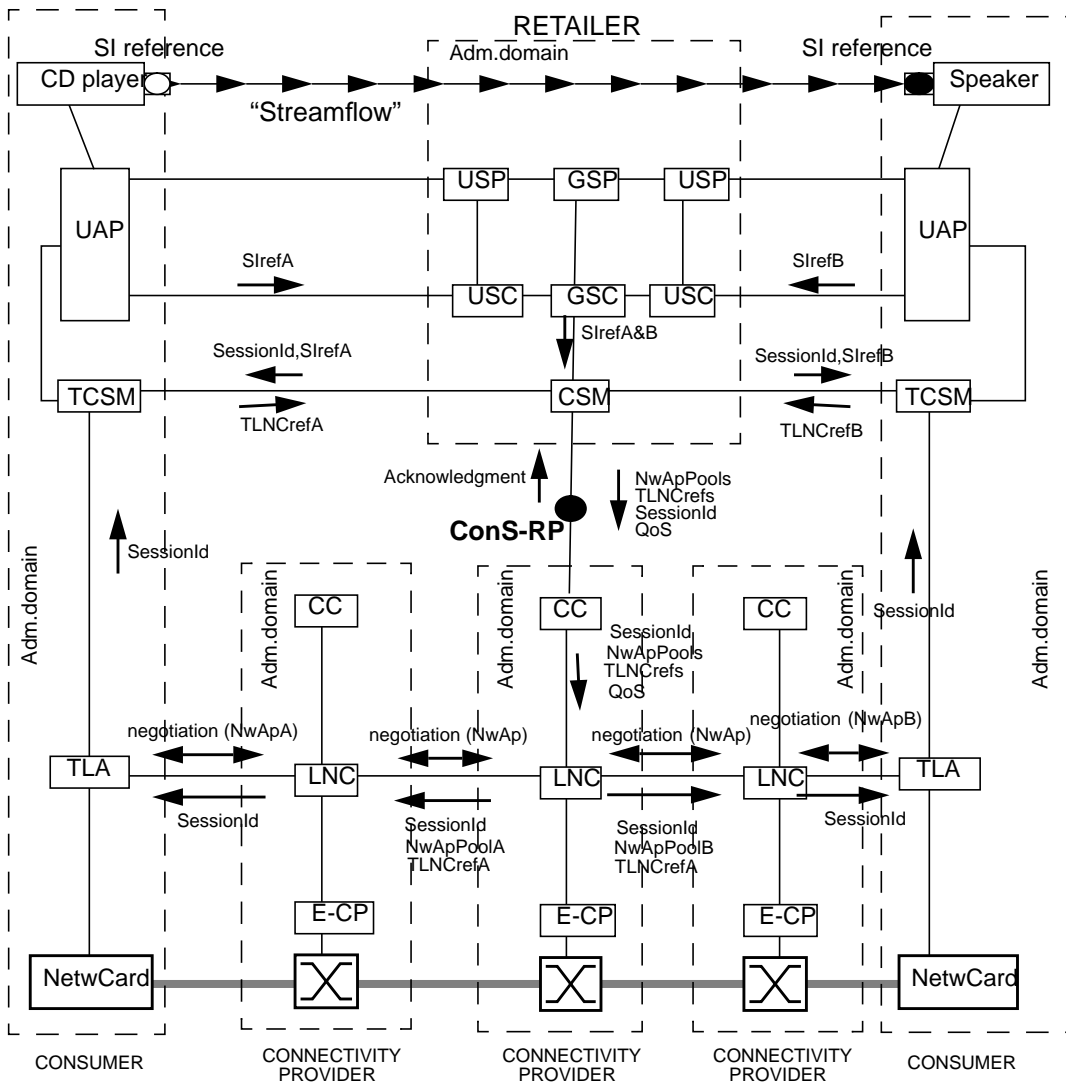 RETAILER
SI reference
Adm.domain
SI reference
CD player
Speaker
“Streamflow”
USP
GSP
USP
UAP
UAP
SIrefA
SIrefB
USC
GSC
USC
SIrefA&B
SessionId,SIrefA
SessionId,SIrefB
TCSM
CSM
TCSM
TLNCrefA
TLNCrefB
Acknowledgment
NwApPools
TLNCrefs
SessionId
QoS
ConS-RP
SessionId
SessionId
Adm.domain
Adm.domain
Adm.domain
Adm.domain
Adm.domain
CC
CC
CC
SessionId
NwApPools
TLNCrefs
QoS
negotiation (NwApA)
negotiation (NwAp)
negotiation (NwAp)
negotiation (NwApB)
TLA
LNC
LNC
LNC
TLA
SessionId
SessionId
NwApPoolA
TLNCrefA
SessionId
NwApPoolB
TLNCrefA
SessionId
E-CP
E-CP
E-CP
NetwCard
NetwCard
CONSUMER
CONNECTIVITY
PROVIDER
CONNECTIVITY
PROVIDER
CONNECTIVITY
PROVIDER
CONSUMER